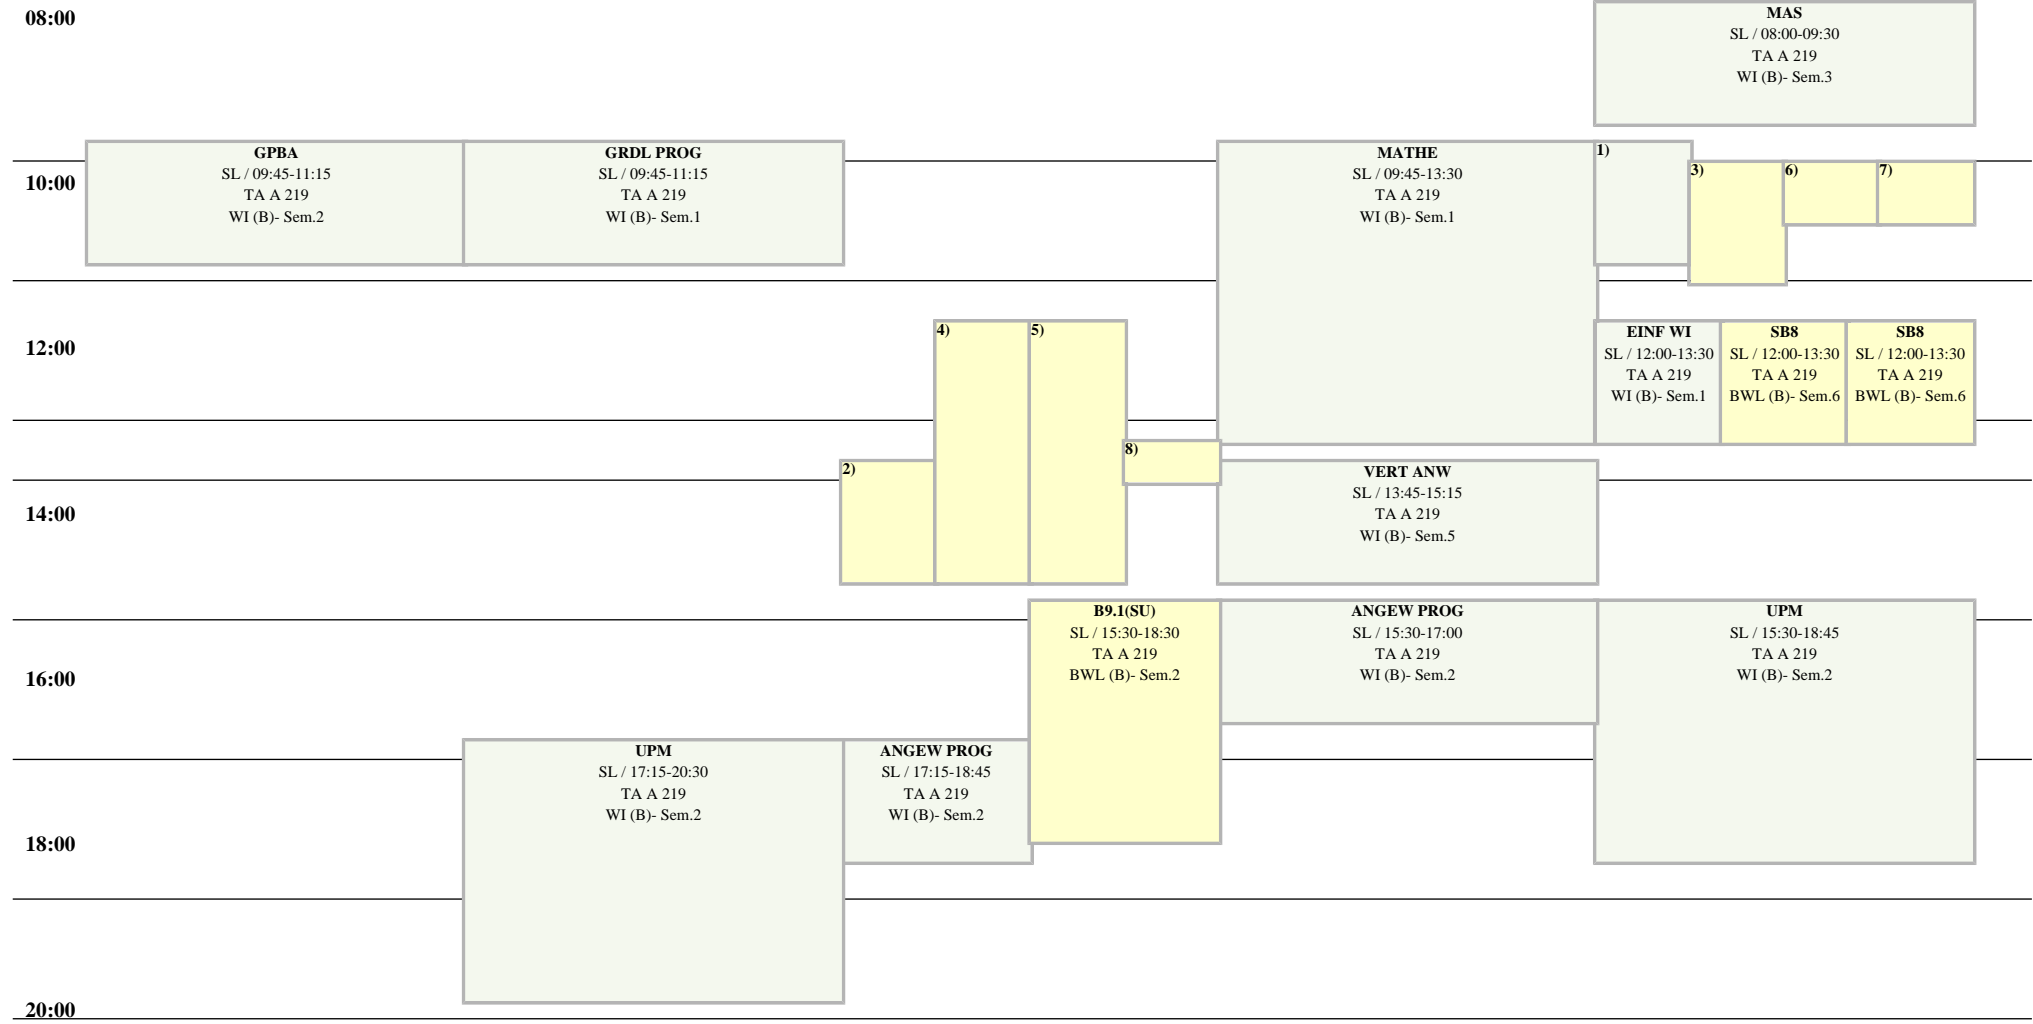 08:00
MAS
SL / 08:00-09:30
TA A 219
WI (B)- Sem.3
GPBA
SL / 09:45-11:15
TA A 219
WI (B)- Sem.2
GRDL PROG
SL / 09:45-11:15
TA A 219
WI (B)- Sem.1
MATHE
SL / 09:45-13:30
TA A 219
WI (B)- Sem.1
1)
3)
6)
7)
10:00
4)
5)
EINF WI
SL / 12:00-13:30
TA A 219
WI (B)- Sem.1
SB8
SL / 12:00-13:30
TA A 219
BWL (B)- Sem.6
SB8
SL / 12:00-13:30
TA A 219
BWL (B)- Sem.6
12:00
8)
2)
VERT ANW
SL / 13:45-15:15
TA A 219
WI (B)- Sem.5
14:00
B9.1(SU)
SL / 15:30-18:30
TA A 219
BWL (B)- Sem.2
ANGEW PROG
SL / 15:30-17:00
TA A 219
WI (B)- Sem.2
UPM
SL / 15:30-18:45
TA A 219
WI (B)- Sem.2
16:00
UPM
SL / 17:15-20:30
TA A 219
WI (B)- Sem.2
ANGEW PROG
SL / 17:15-18:45
TA A 219
WI (B)- Sem.2
18:00
20:00